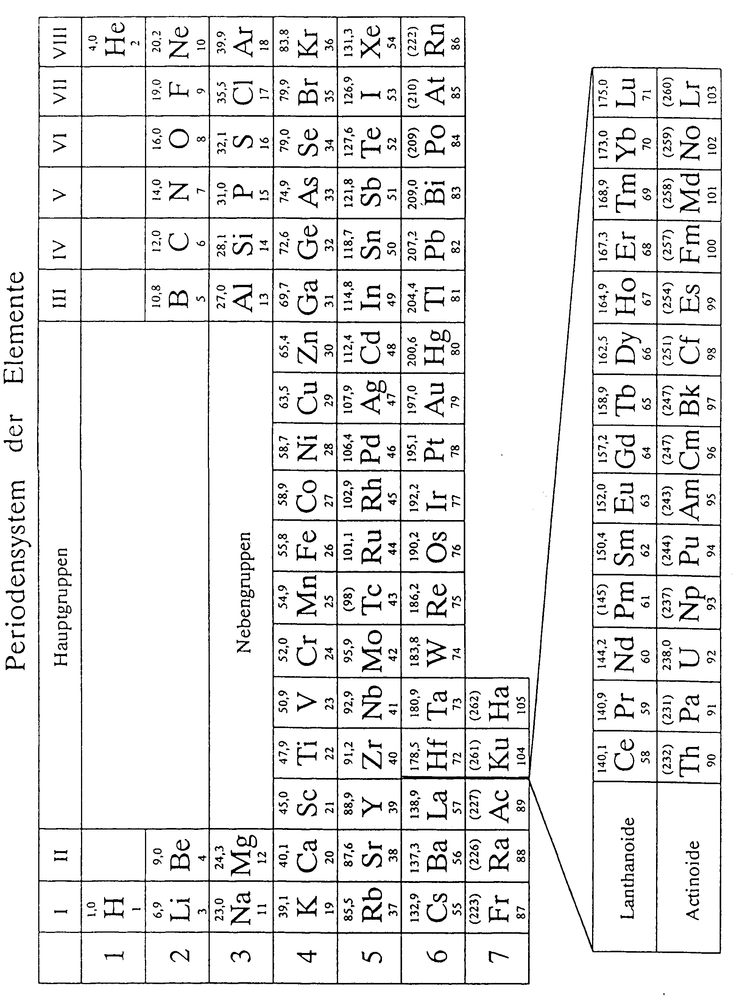 Periodensystem der Elemente
I II Hauptgruppen III IV V VI VII VIII
1
1,0 H 1
4,0 He 2
2
6,9 Li 3
9,0 Be 4
10,8 B 5
12,0 C 6
14,0 N 7
16,0 O 8
19,0 F 9
20,2 Ne 10
3
23,0 Na 11
24,3 Mg 12
Nebengruppen
27,0 Al 13
28,1 Si 14
31,0 P 15
32,1 S 16
35,5 Cl 17
39,9 Ar 18
4
39,1 K 19
40,1 Ca 20
45,0 Sc 21
47,9 Ti 22
50,9 V 23
52,0 Cr 24
54,9 Mn 25
55,8 Fe 26
58,9 Co 27
58,7 Ni 28
63,5 Cu 29
65,4 Zn 30
69,7 Ga 31
72,6 Ge 32
74,9 As 33
79,0 Se 34
79,9 Br 35
83,8 Kr 36
5
85,5 Rb 37
87,6 Sr 38
88,9 Y 39
91,2 Zr 40
92,9 Nb 41
95,9 Mo 42
(98) Tc 43
101,1 Ru 44
102,9 Rh 45
106,4 Pd 46
107,9 Ag 47
112,4 Cd 48
114,8 In 49
118,7 Sn 50
121,8 Sb 51
127,6 Te 52
126,9 I 53
131,3 Xe 54
6
132,9 Cs 55
137,3 Ba 56
138,9 La 57
178,5 Hf 72
180,9 Ta 73
183,8 W 74
186,2 Re 75
190,2 Os 76
192,2 Ir 77
195,1 Pt 78
197,0 Au 79
200,6 Hg 80
204,4 Tl 81
207,2 Pb 82
209,0 Bi 83
(209) Po 84
(210) At 85
(222) Rn 86
7
(223) Fr 87
(226) Ra 88
(227) Ac 89
(261) Ku 104
(262) Ha 105
Lanthanoide
140,1 Ce 58
140,9 Pr 59
144,2 Nd 60
(145) Pm 61
150,4 Sm 62
152,0 Eu 63
157,2 Gd 64
158,9 Tb 65
162,5 Dy 66
164,9 Ho 67
167,3 Er 68
168,9 Tm 69
173,0 Yb 70
175,0 Lu 71
Actinoide
(232) Th 90
(231) Pa 91
238,0 U 92
(237) Np 93
(244) Pu 94
(243) Am 95
(247) Cm 96
(247) Bk 97
(251) Cf 98
(254) Es 99
(257) Fm 100
(258) Md 101
(259) No 102
(260) Lr 103